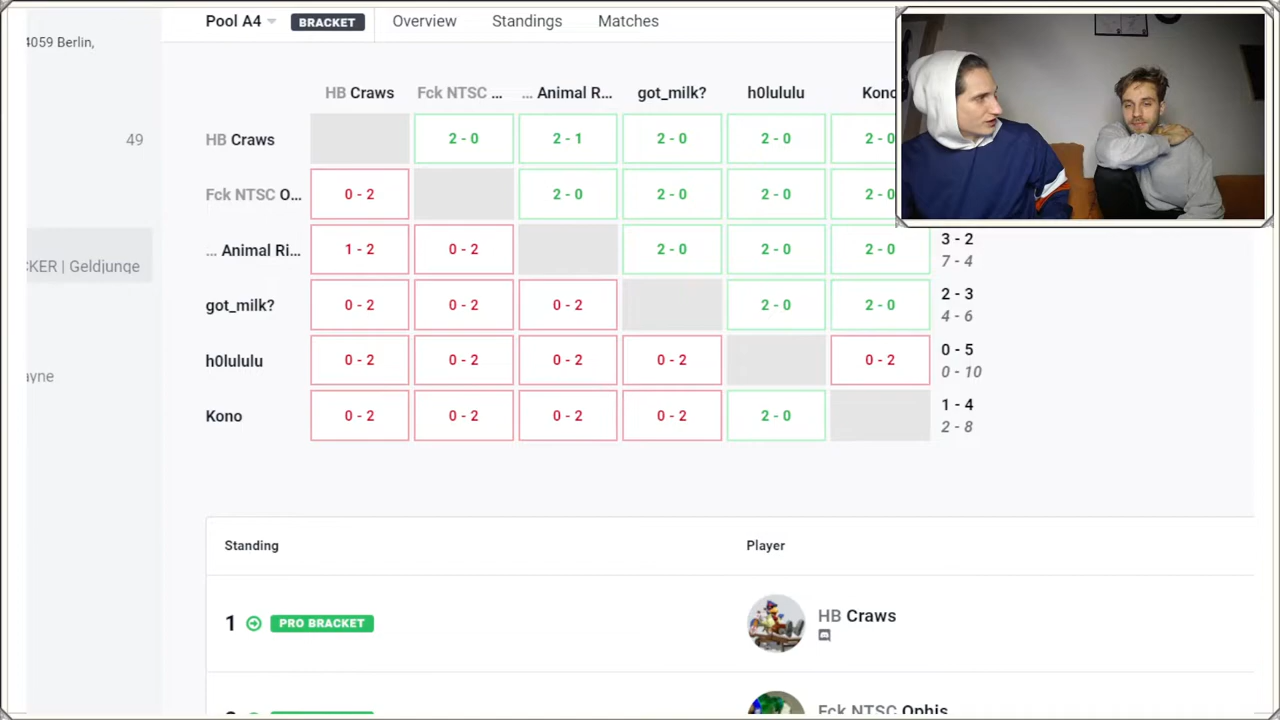 Pool A4 BRACKET Overview Standings Matches
4059 Berlin,
49
CKER | Geldjunge
ayne
HB Craws Fck NTSC ... ... Animal R... got_milk? h0lululu Kono
HB Craws 2 - 0 2 - 1 2 - 0 2 - 0 2 - 0
Fck NTSC O... 0 - 2 2 - 0 2 - 0 2 - 0 2 - 0
... Animal Ri... 1 - 2 0 - 2 2 - 0 2 - 0 2 - 0 3 - 2
7 - 4
got_milk? 0 - 2 0 - 2 0 - 2 2 - 0 2 - 0 2 - 3
4 - 6
h0lululu 0 - 2 0 - 2 0 - 2 0 - 2 0 - 2 0 - 5
0 - 10
Kono 0 - 2 0 - 2 0 - 2 0 - 2 2 - 0 1 - 4
2 - 8
Standing Player
1 PRO BRACKET HB Craws
Fck NTSC Ophis